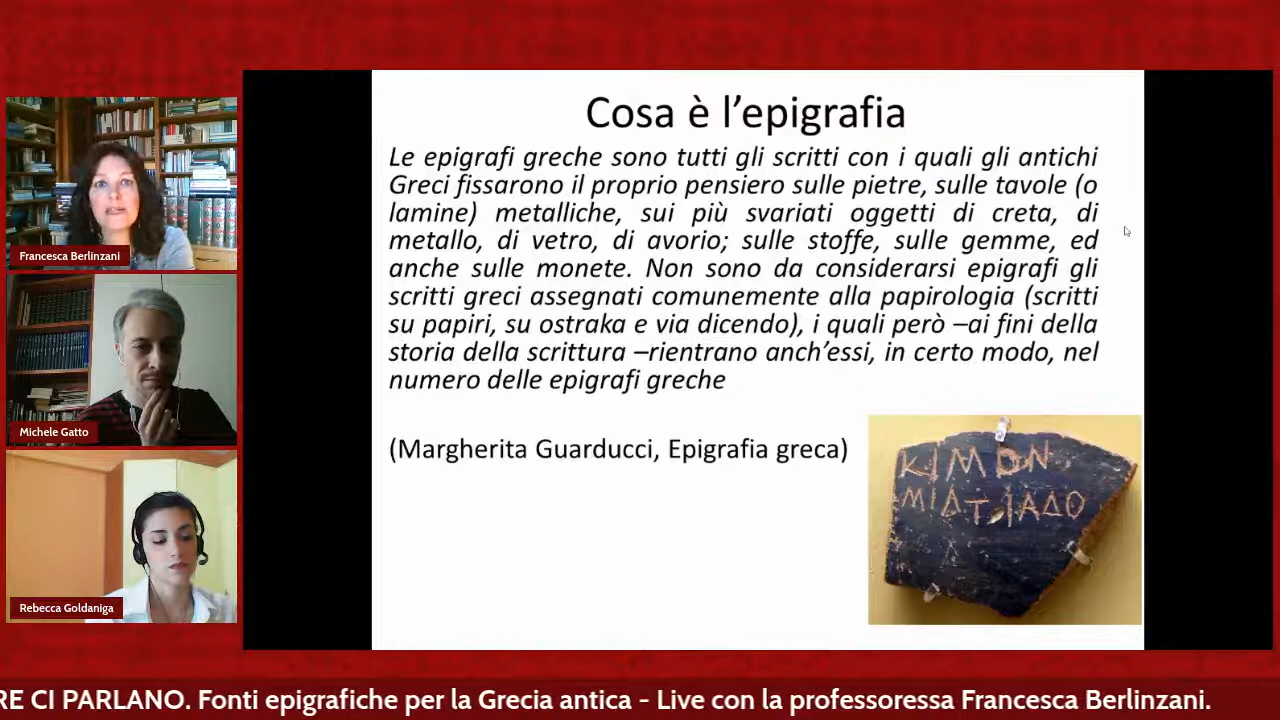 Cosa è l’epigrafia
Le epigrafi greche sono tutti gli scritti con i quali gli antichi
Greci fissarono il proprio pensiero sulle pietre, sulle tavole (o
lamine) metalliche, sui più svariati oggetti di creta, di
metallo, di vetro, di avorio; sulle stoffe, sulle gemme, ed
anche sulle monete. Non sono da considerarsi epigrafi gli
scritti greci assegnati comunemente alla papirologia (scritti
su papiri, su ostraka e via dicendo), i quali però –ai fini della
storia della scrittura –rientrano anch’essi, in certo modo, nel
numero delle epigrafi greche
(Margherita Guarducci, Epigrafia greca)
ΚΙΜΟΝ
ΜΙΛΤΙΑΔΟ
Francesca Berlinzani
Michele Gatto
Rebecca Goldaniga
RE CI PARLANO. Fonti epigrafiche per la Grecia antica - Live con la professoressa Francesca Berlinzani.